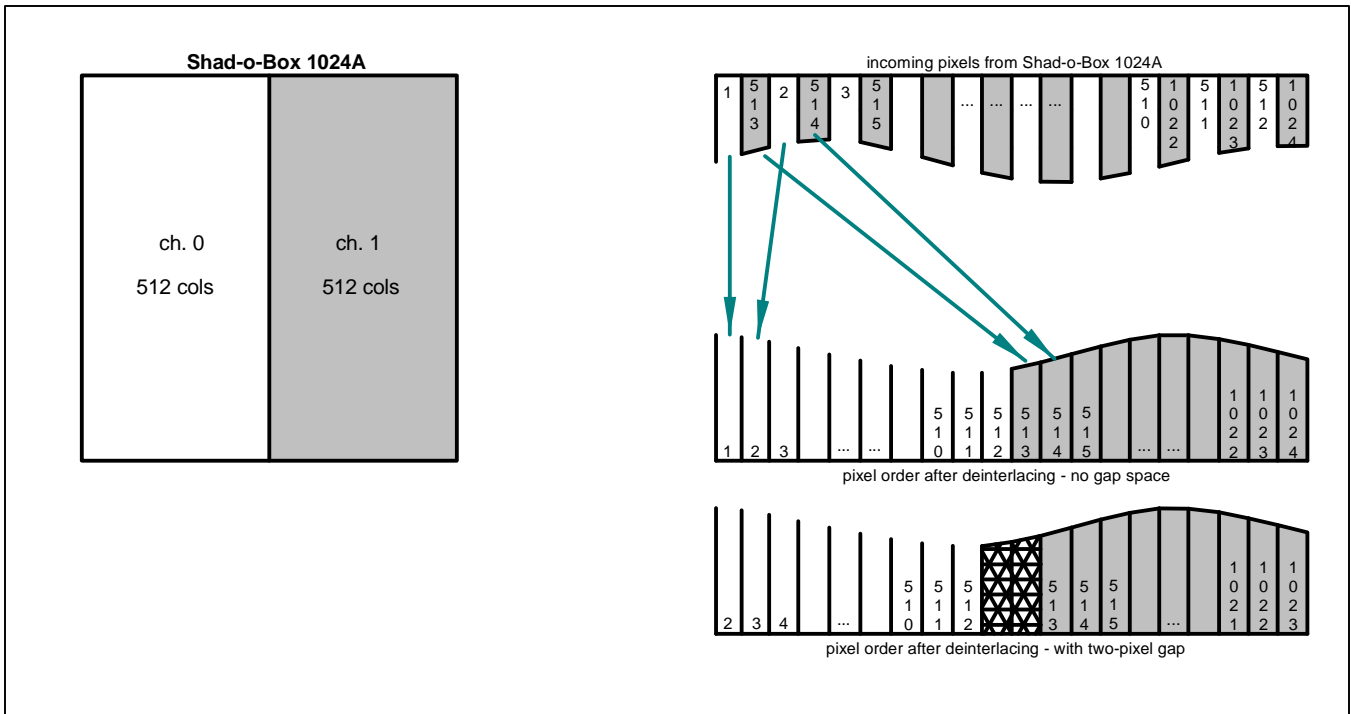 Shad-o-Box 1024A
ch. 0
512 cols
ch. 1
512 cols
incoming pixels from Shad-o-Box 1024A
1 513 2 514 3 515 ... ... ... ... 510 1022 511 1023 512 1024
1 2 3 ... ... 510 511 512 513 514 515 ... ... 1022 1023 1024
pixel order after deinterlacing - no gap space
2 3 4 ... 510 511 512 513 514 515 ... 1021 1022 1023
pixel order after deinterlacing - with two-pixel gap